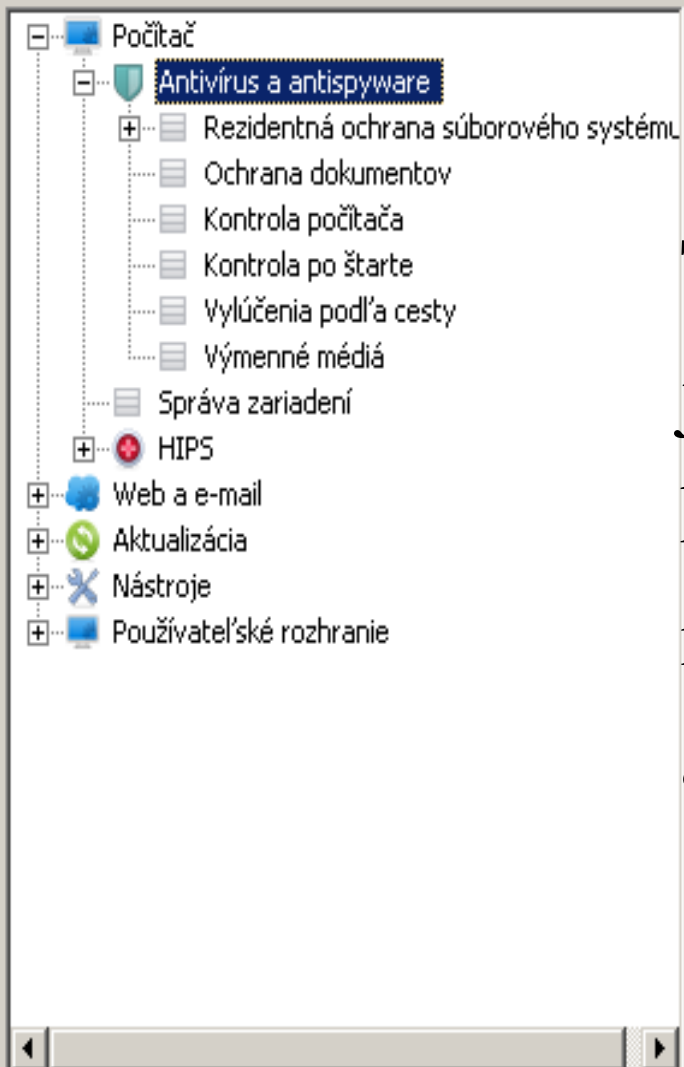 Počítač
Antivírus a antispyware
Rezidentná ochrana súborového systému
Ochrana dokumentov
Kontrola počítača
Kontrola po štarte
Vylúčenia podľa cesty
Výmenné médiá
Správa zariadení
HIPS
Web a e-mail
Aktualizácia
Nástroje
Používateľské rozhranie